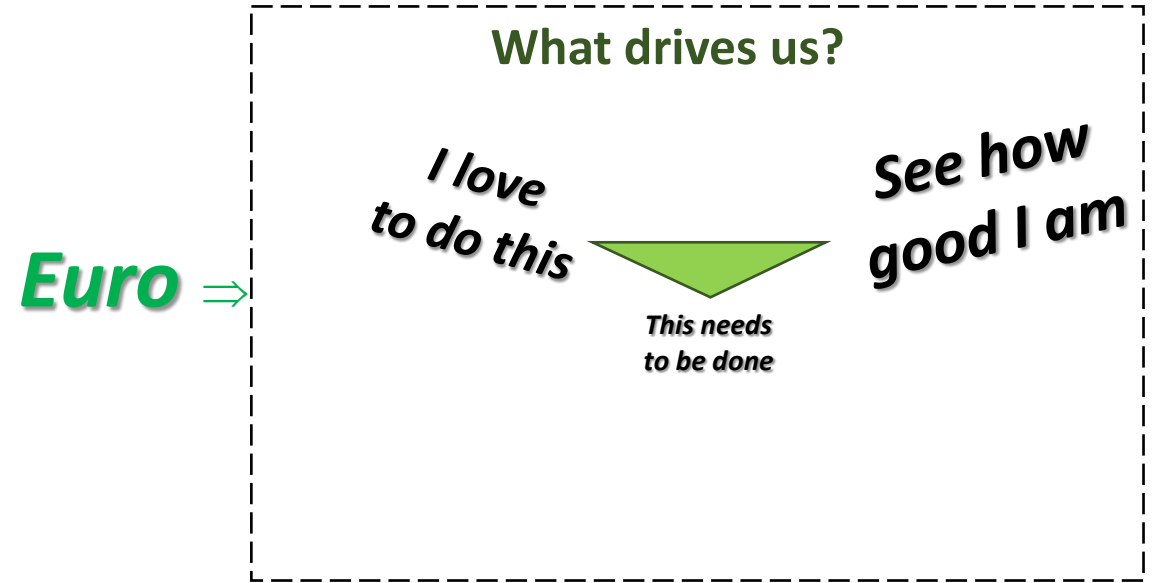 What drives us?
I love
to do this
See how
good I am
Euro ⇒
This needs
to be done